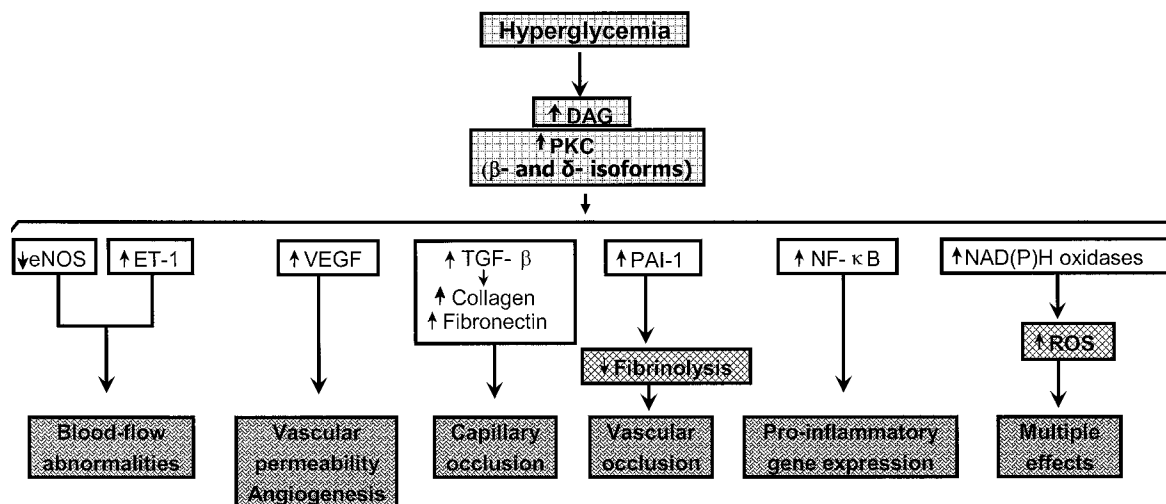 Hyperglycemia
↑ DAG
↑ PKC
(β- and δ- isoforms)
↓eNOS
↑ ET-1
↑ VEGF
↑ TGF- β
↓
↑ Collagen
↑ Fibronectin
↑ PAI-1
↑ NF- κB
↑NAD(P)H oxidases
↓ Fibrinolysis
↑ ROS
Blood-flow
abnormalities
Vascular
permeability
Angiogenesis
Capillary
occlusion
Vascular
occlusion
Pro-inflammatory
gene expression
Multiple
effects